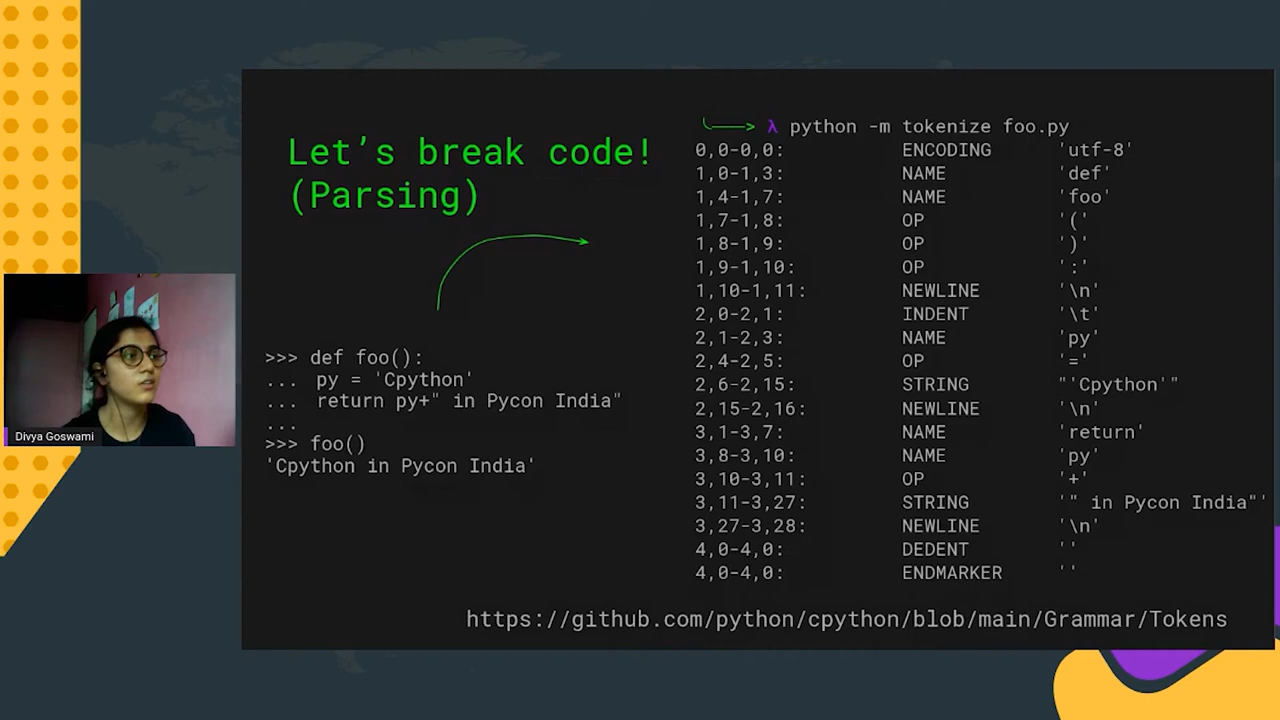 Let's break code!
(Parsing)
>>> def foo():
... py = 'Cpython'
... return py+" in Pycon India"
...
>>> foo()
'Cpython in Pycon India'
λ python -m tokenize foo.py
0,0-0,0: ENCODING 'utf-8'
1,0-1,3: NAME 'def'
1,4-1,7: NAME 'foo'
1,7-1,8: OP '('
1,8-1,9: OP ')'
1,9-1,10: OP ':'
1,10-1,11: NEWLINE '\n'
2,0-2,1: INDENT '\t'
2,1-2,3: NAME 'py'
2,4-2,5: OP '='
2,6-2,15: STRING "'Cpython'"
2,15-2,16: NEWLINE '\n'
3,1-3,7: NAME 'return'
3,8-3,10: NAME 'py'
3,10-3,11: OP '+'
3,11-3,27: STRING '" in Pycon India"'
3,27-3,28: NEWLINE '\n'
4,0-4,0: DEDENT ''
4,0-4,0: ENDMARKER ''
https://github.com/python/cpython/blob/main/Grammar/Tokens
Divya Goswami